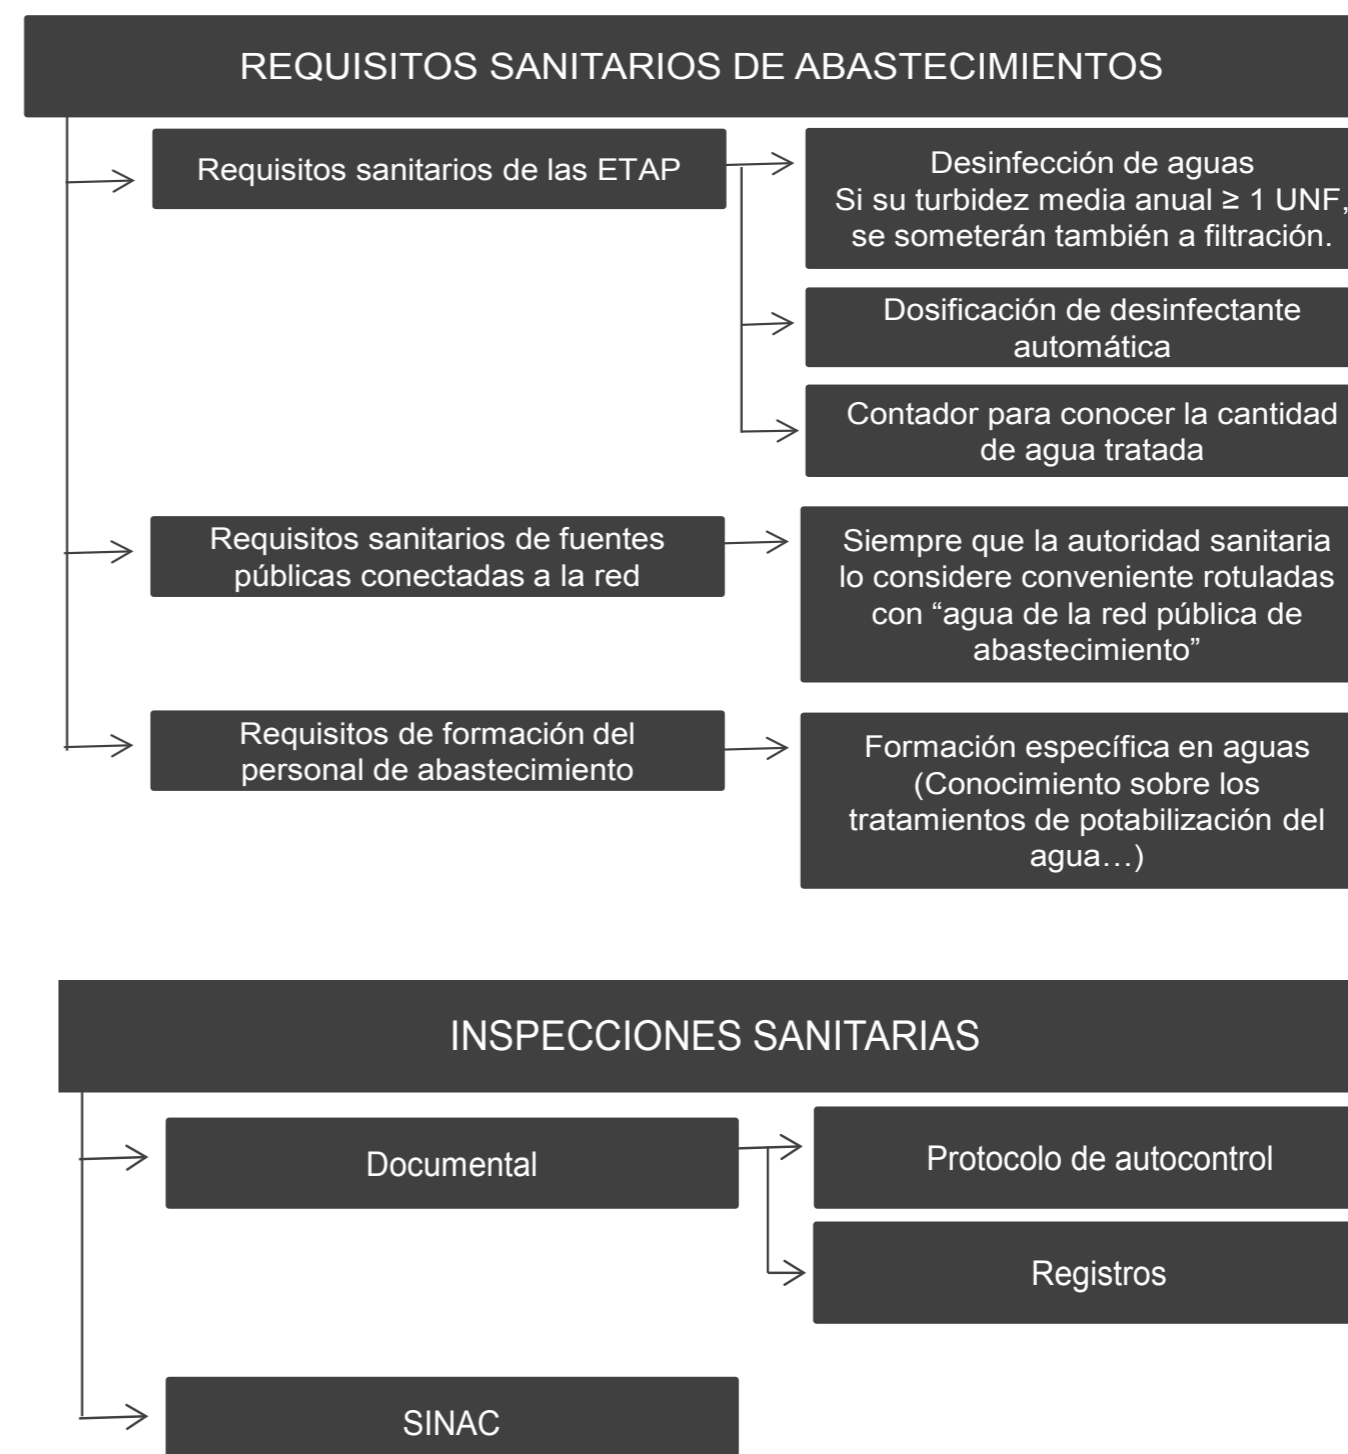 REQUISITOS SANITARIOS DE ABASTECIMIENTOS
Requisitos sanitarios de las ETAP
Desinfección de aguas
Si su turbidez media anual ≥ 1 UNF,
se someterán también a filtración.
Dosificación de desinfectante
automática
Contador para conocer la cantidad
de agua tratada
Requisitos sanitarios de fuentes
públicas conectadas a la red
Siempre que la autoridad sanitaria
lo considere conveniente rotuladas
con “agua de la red pública de
abastecimiento”
Requisitos de formación del
personal de abastecimiento
Formación específica en aguas
(Conocimiento sobre los
tratamientos de potabilización del
agua…)
INSPECCIONES SANITARIAS
Documental
Protocolo de autocontrol
Registros
SINAC